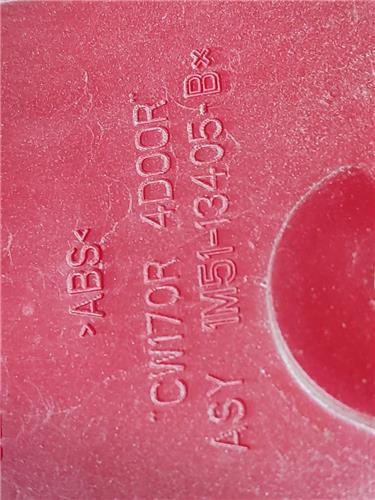 >ABS<
"CW170R 4DOOR"
ASY 1M51-13405-B*